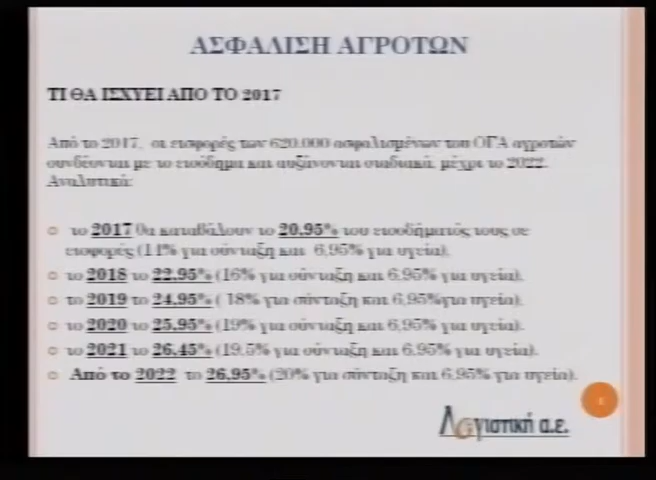 ΑΣΦΑΛΙΣΗ ΑΓΡΟΤΩΝ
ΤΙ ΘΑ ΙΣΧΥΕΙ ΑΠΟ ΤΟ 2017
Από το 2017, οι εισφορές των 620.000 ασφαλισμένων του ΟΓΑ αγροτών
συνδέονται με το εισόδημα και αυξάνονται σταδιακά, μέχρι το 2022.
Αναλυτικά:
το 2017 θα καταβάλουν το 20,95% του εισοδήματός τους σε
εισφορές (14% για σύνταξη και 6,95% για υγεία),
το 2018 το 22,95% (16% για σύνταξη και 6,95% για υγεία),
το 2019 το 24,95% ( 18% για σύνταξη και 6,95%για υγεία),
το 2020 το 25,95% (19% για σύνταξη και 6,95% για υγεία).
το 2021 το 26,45% (19,5% για σύνταξη και 6,95% για υγεία).
Από το 2022 το 26,95% (20% για σύνταξη και 6,95% για υγεία).
Λογιστική α.ε.